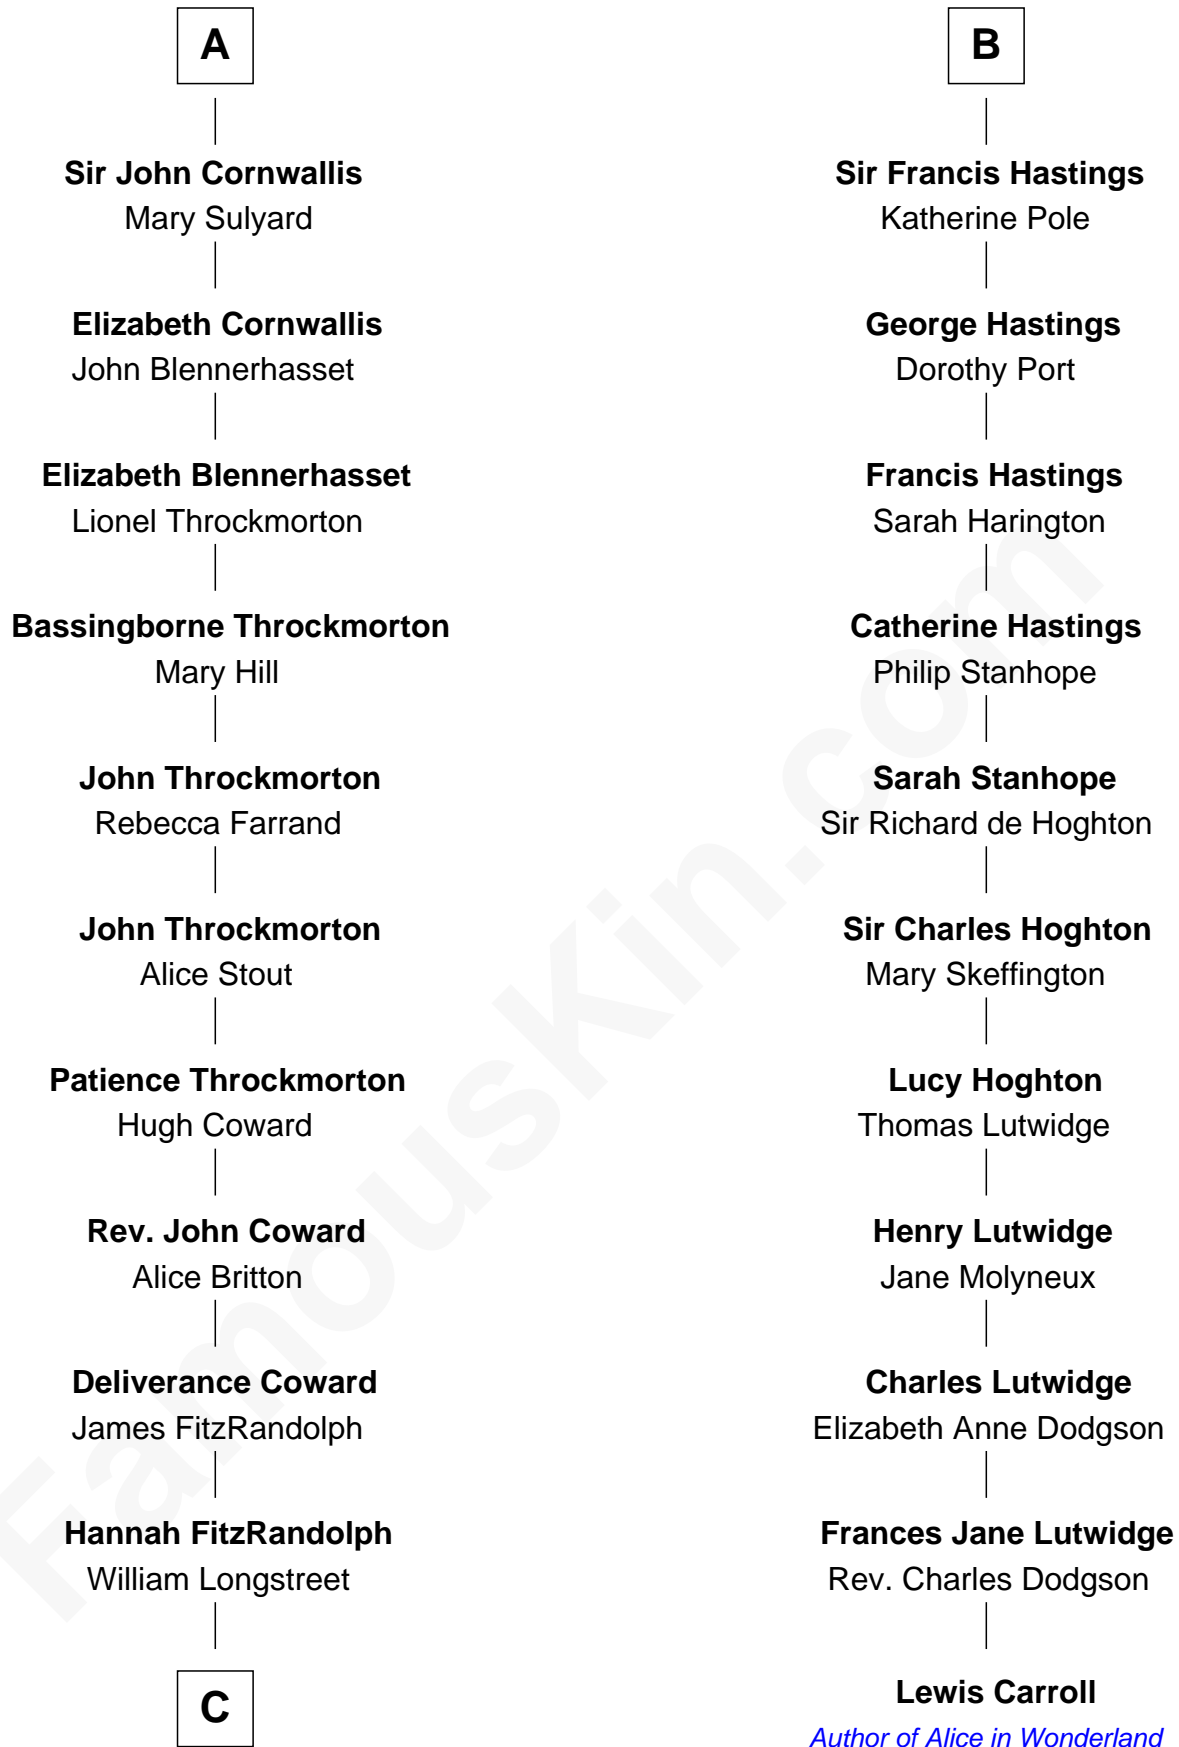 A
Sir John Cornwallis
Mary Sulyard
Elizabeth Cornwallis
John Blennerhasset
Elizabeth Blennerhasset
Lionel Throckmorton
Bassingborne Throckmorton
Mary Hill
John Throckmorton
Rebecca Farrand
John Throckmorton
Alice Stout
Patience Throckmorton
Hugh Coward
Rev. John Coward
Alice Britton
Deliverance Coward
James FitzRandolph
Hannah FitzRandolph
William Longstreet
C
B
Sir Francis Hastings
Katherine Pole
George Hastings
Dorothy Port
Francis Hastings
Sarah Harington
Catherine Hastings
Philip Stanhope
Sarah Stanhope
Sir Richard de Hoghton
Sir Charles Hoghton
Mary Skeffington
Lucy Hoghton
Thomas Lutwidge
Henry Lutwidge
Jane Molyneux
Charles Lutwidge
Elizabeth Anne Dodgson
Frances Jane Lutwidge
Rev. Charles Dodgson
Lewis Carroll
Author of Alice in Wonderland
FamousKin.com